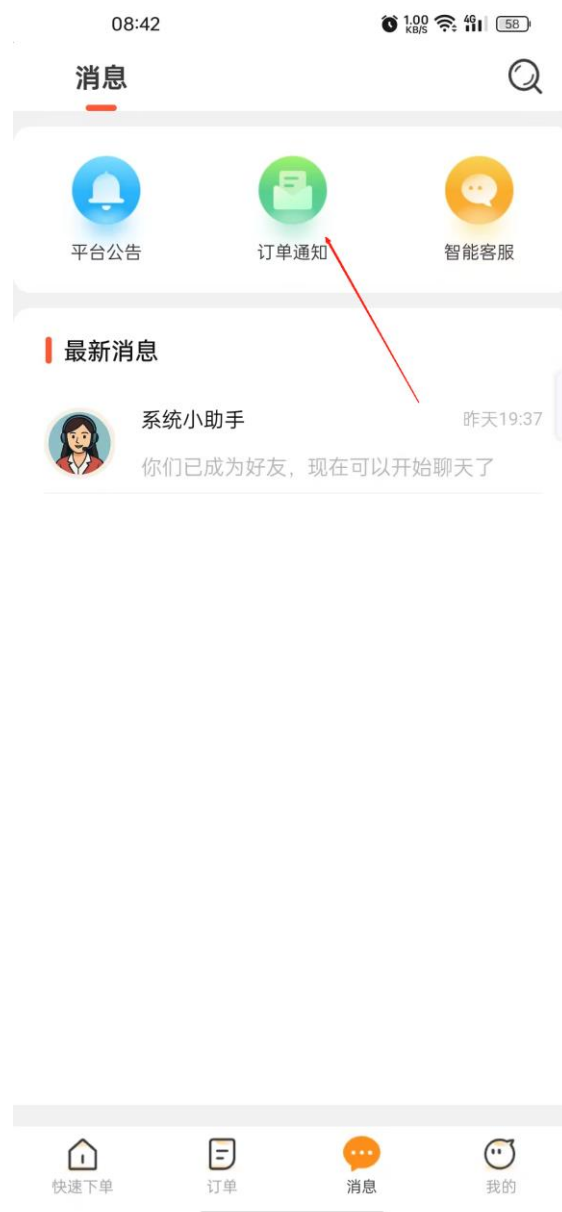 08:42 1.00 KB/S 4G 58
消息
平台公告 订单通知 智能客服
最新消息
系统小助手 昨天19:37
你们已成为好友，现在可以开始聊天了
快速下单 订单 消息 我的